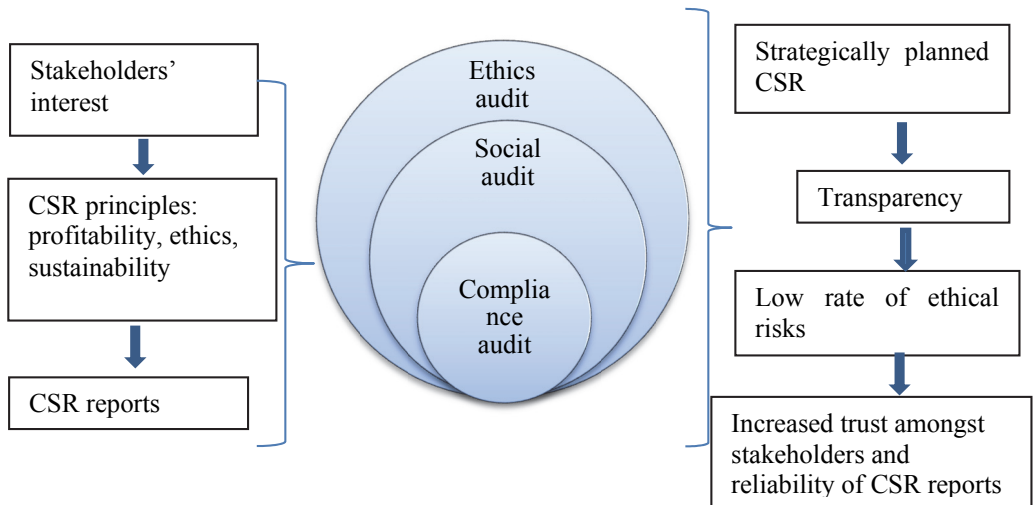 Stakeholders’
interest
CSR principles:
profitability, ethics,
sustainability
CSR reports
Ethics
audit
Social
audit
Complia
nce
audit
Strategically planned
CSR
Transparency
Low rate of ethical
risks
Increased trust amongst
stakeholders and
reliability of CSR reports